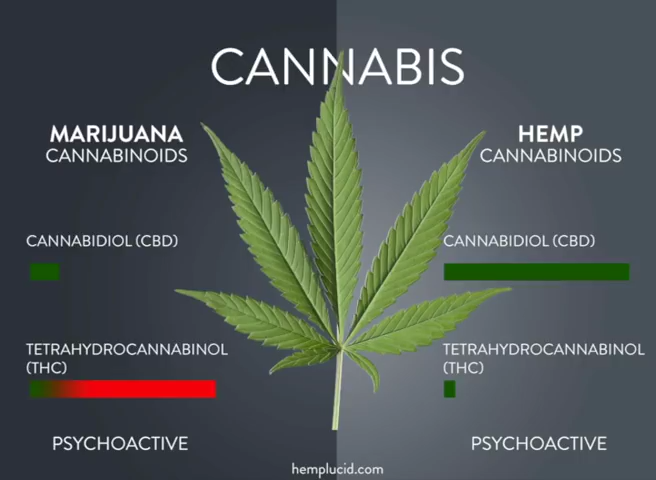 CANNABIS
MARIJUANA
CANNABINOIDS
CANNABIDIOL (CBD)
TETRAHYDROCANNABINOL
(THC)
PSYCHOACTIVE
HEMP
CANNABINOIDS
CANNABIDIOL (CBD)
TETRAHYDROCANNABINOL
(THC)
PSYCHOACTIVE
hemplucid.com